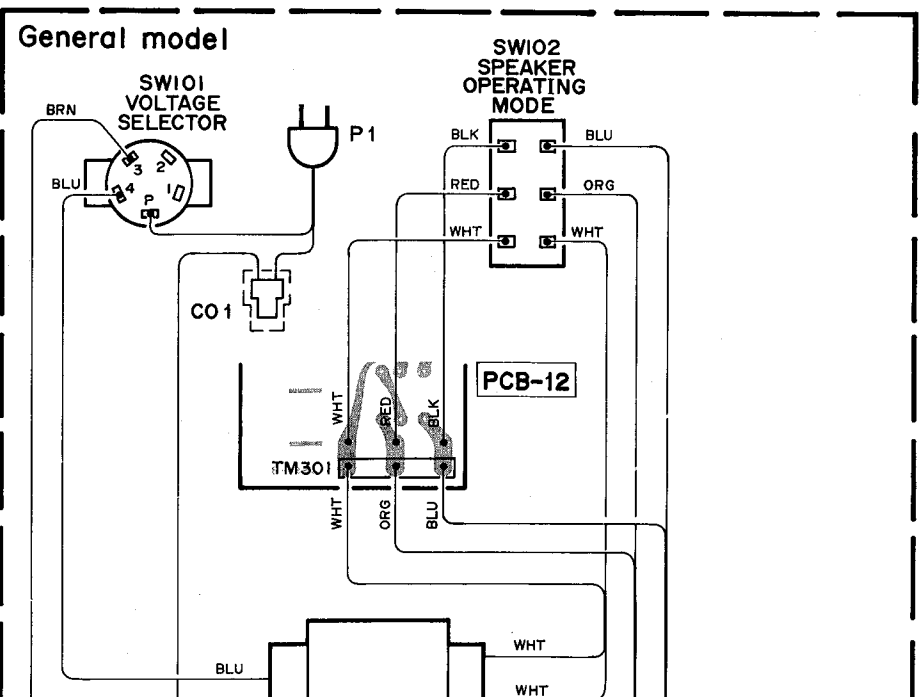 General model
SW102
SPEAKER
OPERATING
MODE
SW101
VOLTAGE
SELECTOR
BRN
P1
BLK
BLU
3
2
BLU
4
1
P
RED
ORG
WHT
WHT
CO1
PCB-12
WHT
RED
BLK
TM301
WHT
ORG
BLU
WHT
BLU
WHT